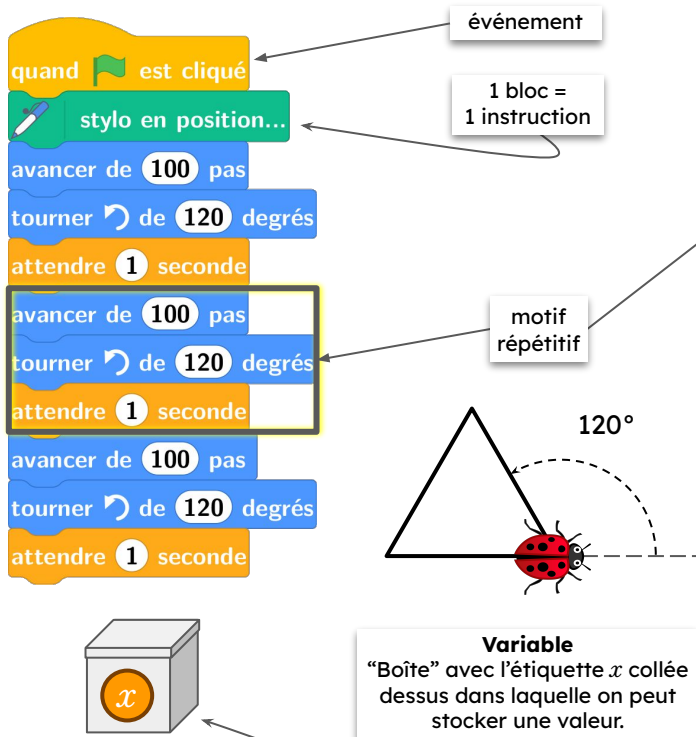 événement
quand est cliqué
1 bloc =
1 instruction
stylo en position...
avancer de 100 pas
tourner de 120 degrés
attendre 1 seconde
avancer de 100 pas
tourner de 120 degrés
attendre 1 seconde
motif
répétitif
avancer de 100 pas
tourner de 120 degrés
attendre 1 seconde
120°
x
Variable
“Boîte” avec l’étiquette x collée
dessus dans laquelle on peut
stocker une valeur.